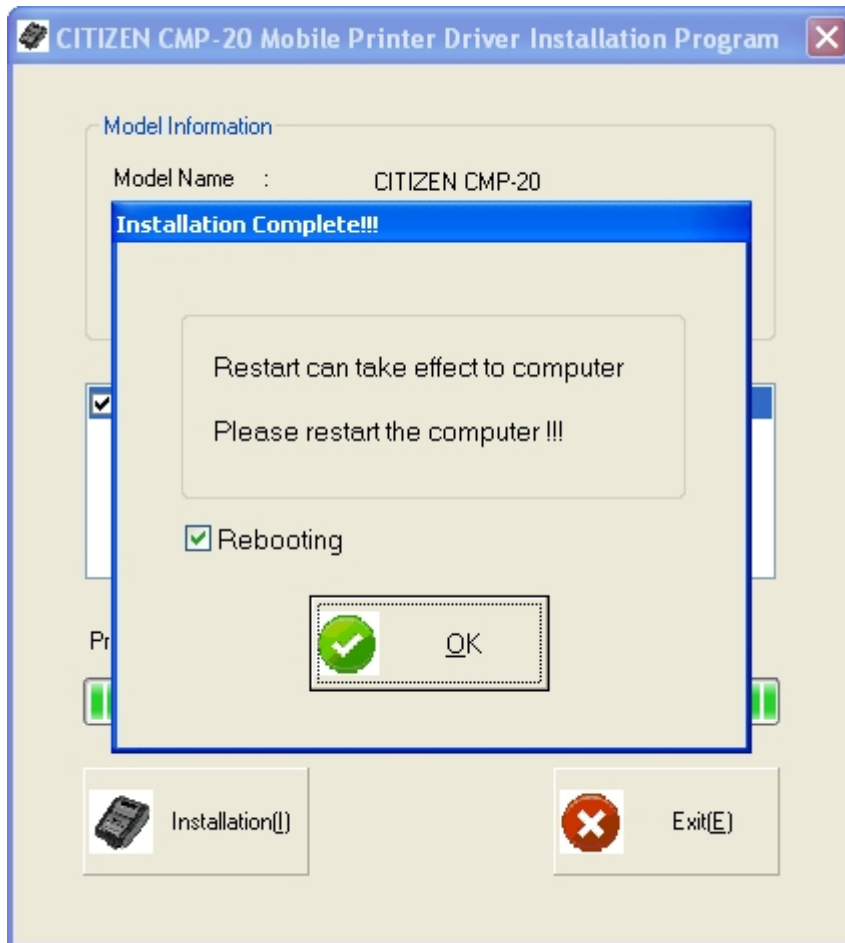 CITIZEN CMP-20 Mobile Printer Driver Installation Program
Model Information
Model Name : CITIZEN CMP-20
Installation Complete!!!
Restart can take effect to computer
Please restart the computer !!!
Rebooting
OK
Installation(I)
Exit(E)